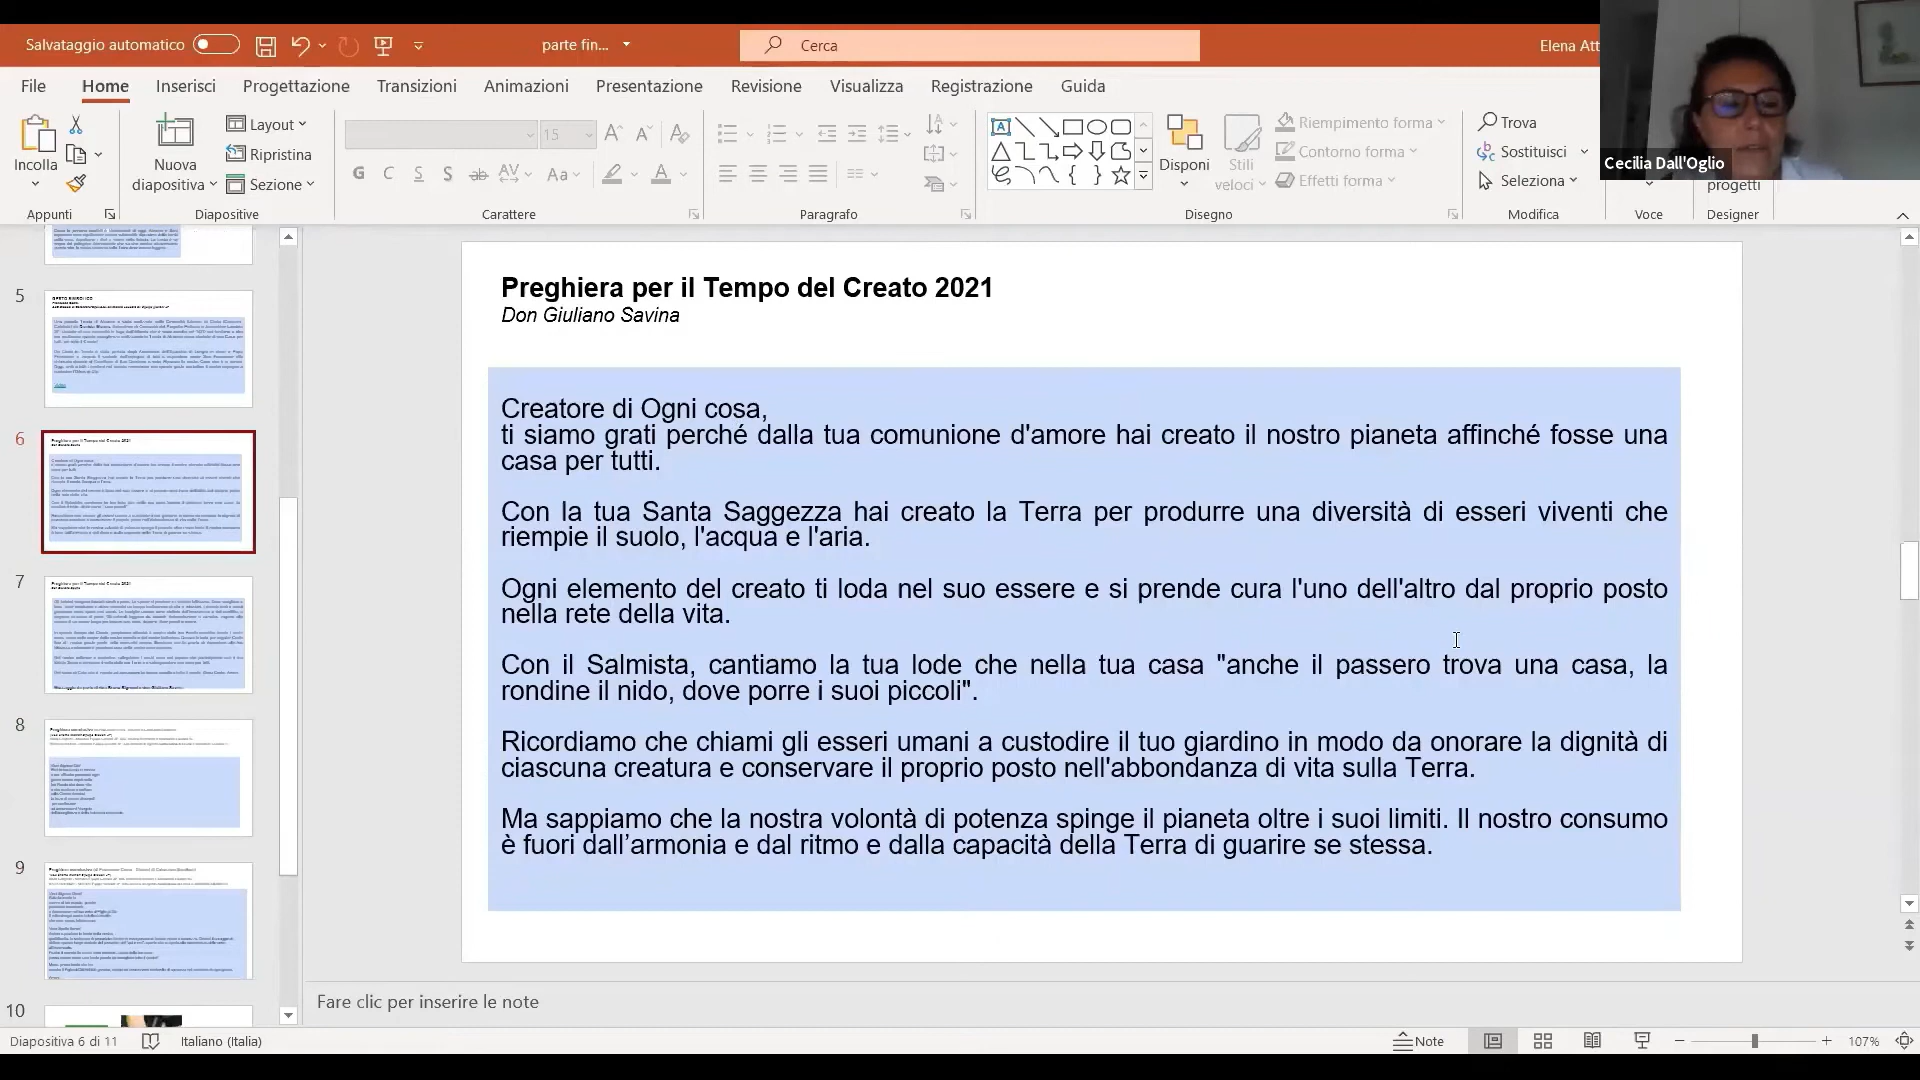 Salvataggio automatico
parte fin...
Cerca
Elena Att
File Home Inserisci Progettazione Transizioni Animazioni Presentazione Revisione Visualizza Registrazione Guida
Incolla
Nuova diapositiva
Layout
Ripristina
Sezione
15
G C S S ab AV Aa A
Disponi
Stili veloci
Riempimento forma
Contorno forma
Effetti forma
Trova
Sostituisci
Seleziona
progetti
Cecilia Dall'Oglio
Appunti Diapositive Carattere Paragrafo Disegno Modifica Voce Designer
5
6
7
8
9
10
Preghiera per il Tempo del Creato 2021
Don Giuliano Savina
Creatore di Ogni cosa,
ti siamo grati perché dalla tua comunione d'amore hai creato il nostro pianeta affinché fosse una
casa per tutti.
Con la tua Santa Saggezza hai creato la Terra per produrre una diversità di esseri viventi che
riempie il suolo, l'acqua e l'aria.
Ogni elemento del creato ti loda nel suo essere e si prende cura l'uno dell'altro dal proprio posto
nella rete della vita.
Con il Salmista, cantiamo la tua lode che nella tua casa "anche il passero trova una casa, la
rondine il nido, dove porre i suoi piccoli".
Ricordiamo che chiami gli esseri umani a custodire il tuo giardino in modo da onorare la dignità di
ciascuna creatura e conservare il proprio posto nell'abbondanza di vita sulla Terra.
Ma sappiamo che la nostra volontà di potenza spinge il pianeta oltre i suoi limiti. Il nostro consumo
è fuori dall’armonia e dal ritmo e dalla capacità della Terra di guarire se stessa.
Fare clic per inserire le note
Diapositiva 6 di 11 Italiano (Italia) Note 107%